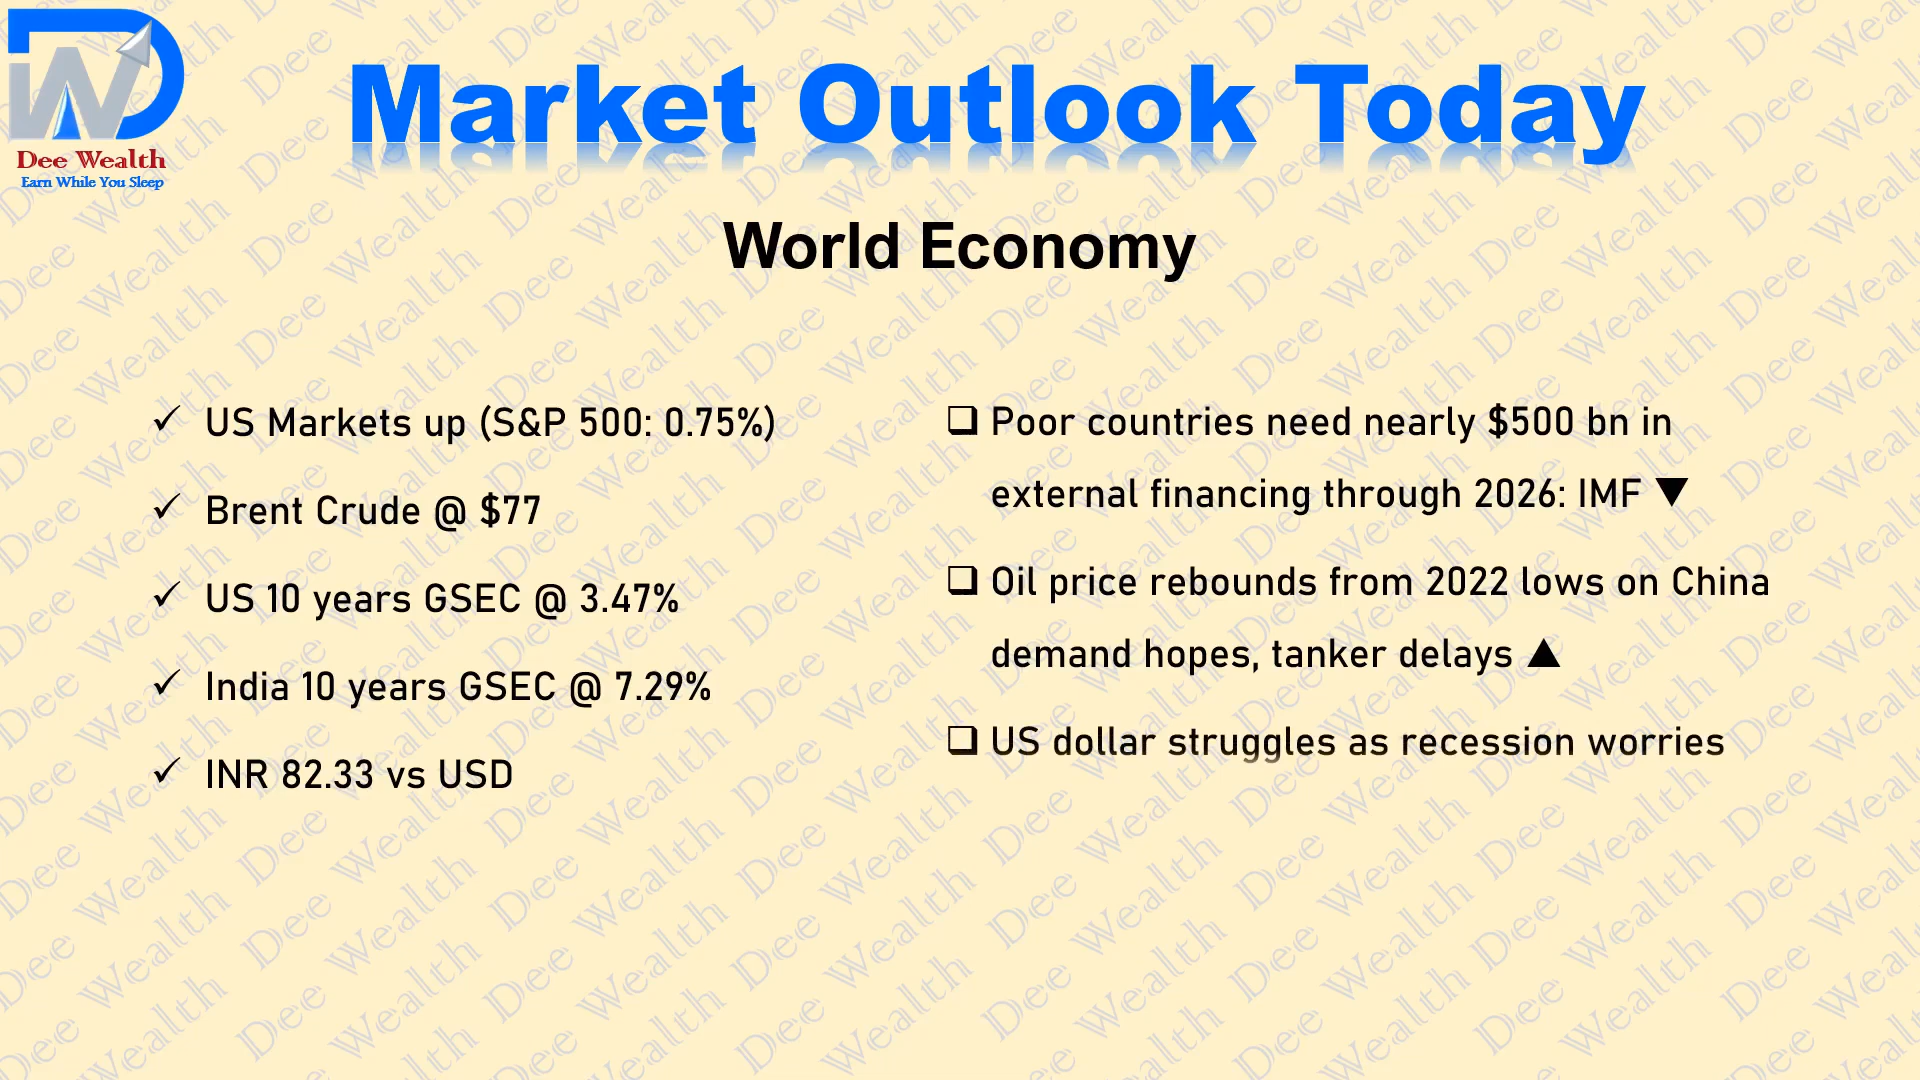 Dee Wealth
Earn While You Sleep
Market Outlook Today
World Economy
US Markets up (S&P 500: 0.75%)
Brent Crude @ $77
US 10 years GSEC @ 3.47%
India 10 years GSEC @ 7.29%
INR 82.33 vs USD
Poor countries need nearly $500 bn in
external financing through 2026: IMF ▼
Oil price rebounds from 2022 lows on China
demand hopes, tanker delays ▲
US dollar struggles as recession worries